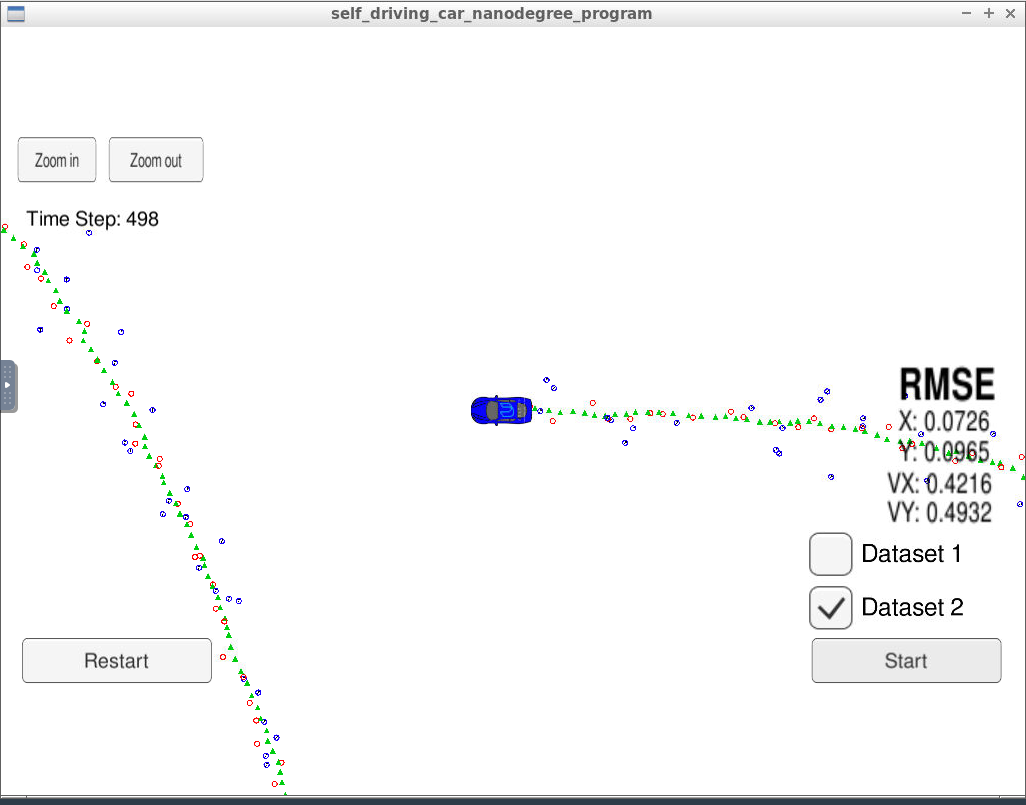 self_driving_car_nanodegree_program
Zoom in
Zoom out
Time Step: 498
RMSE
X: 0.0726
Y: 0.0965
VX: 0.4216
VY: 0.4932
Dataset 1
Dataset 2
Restart
Start